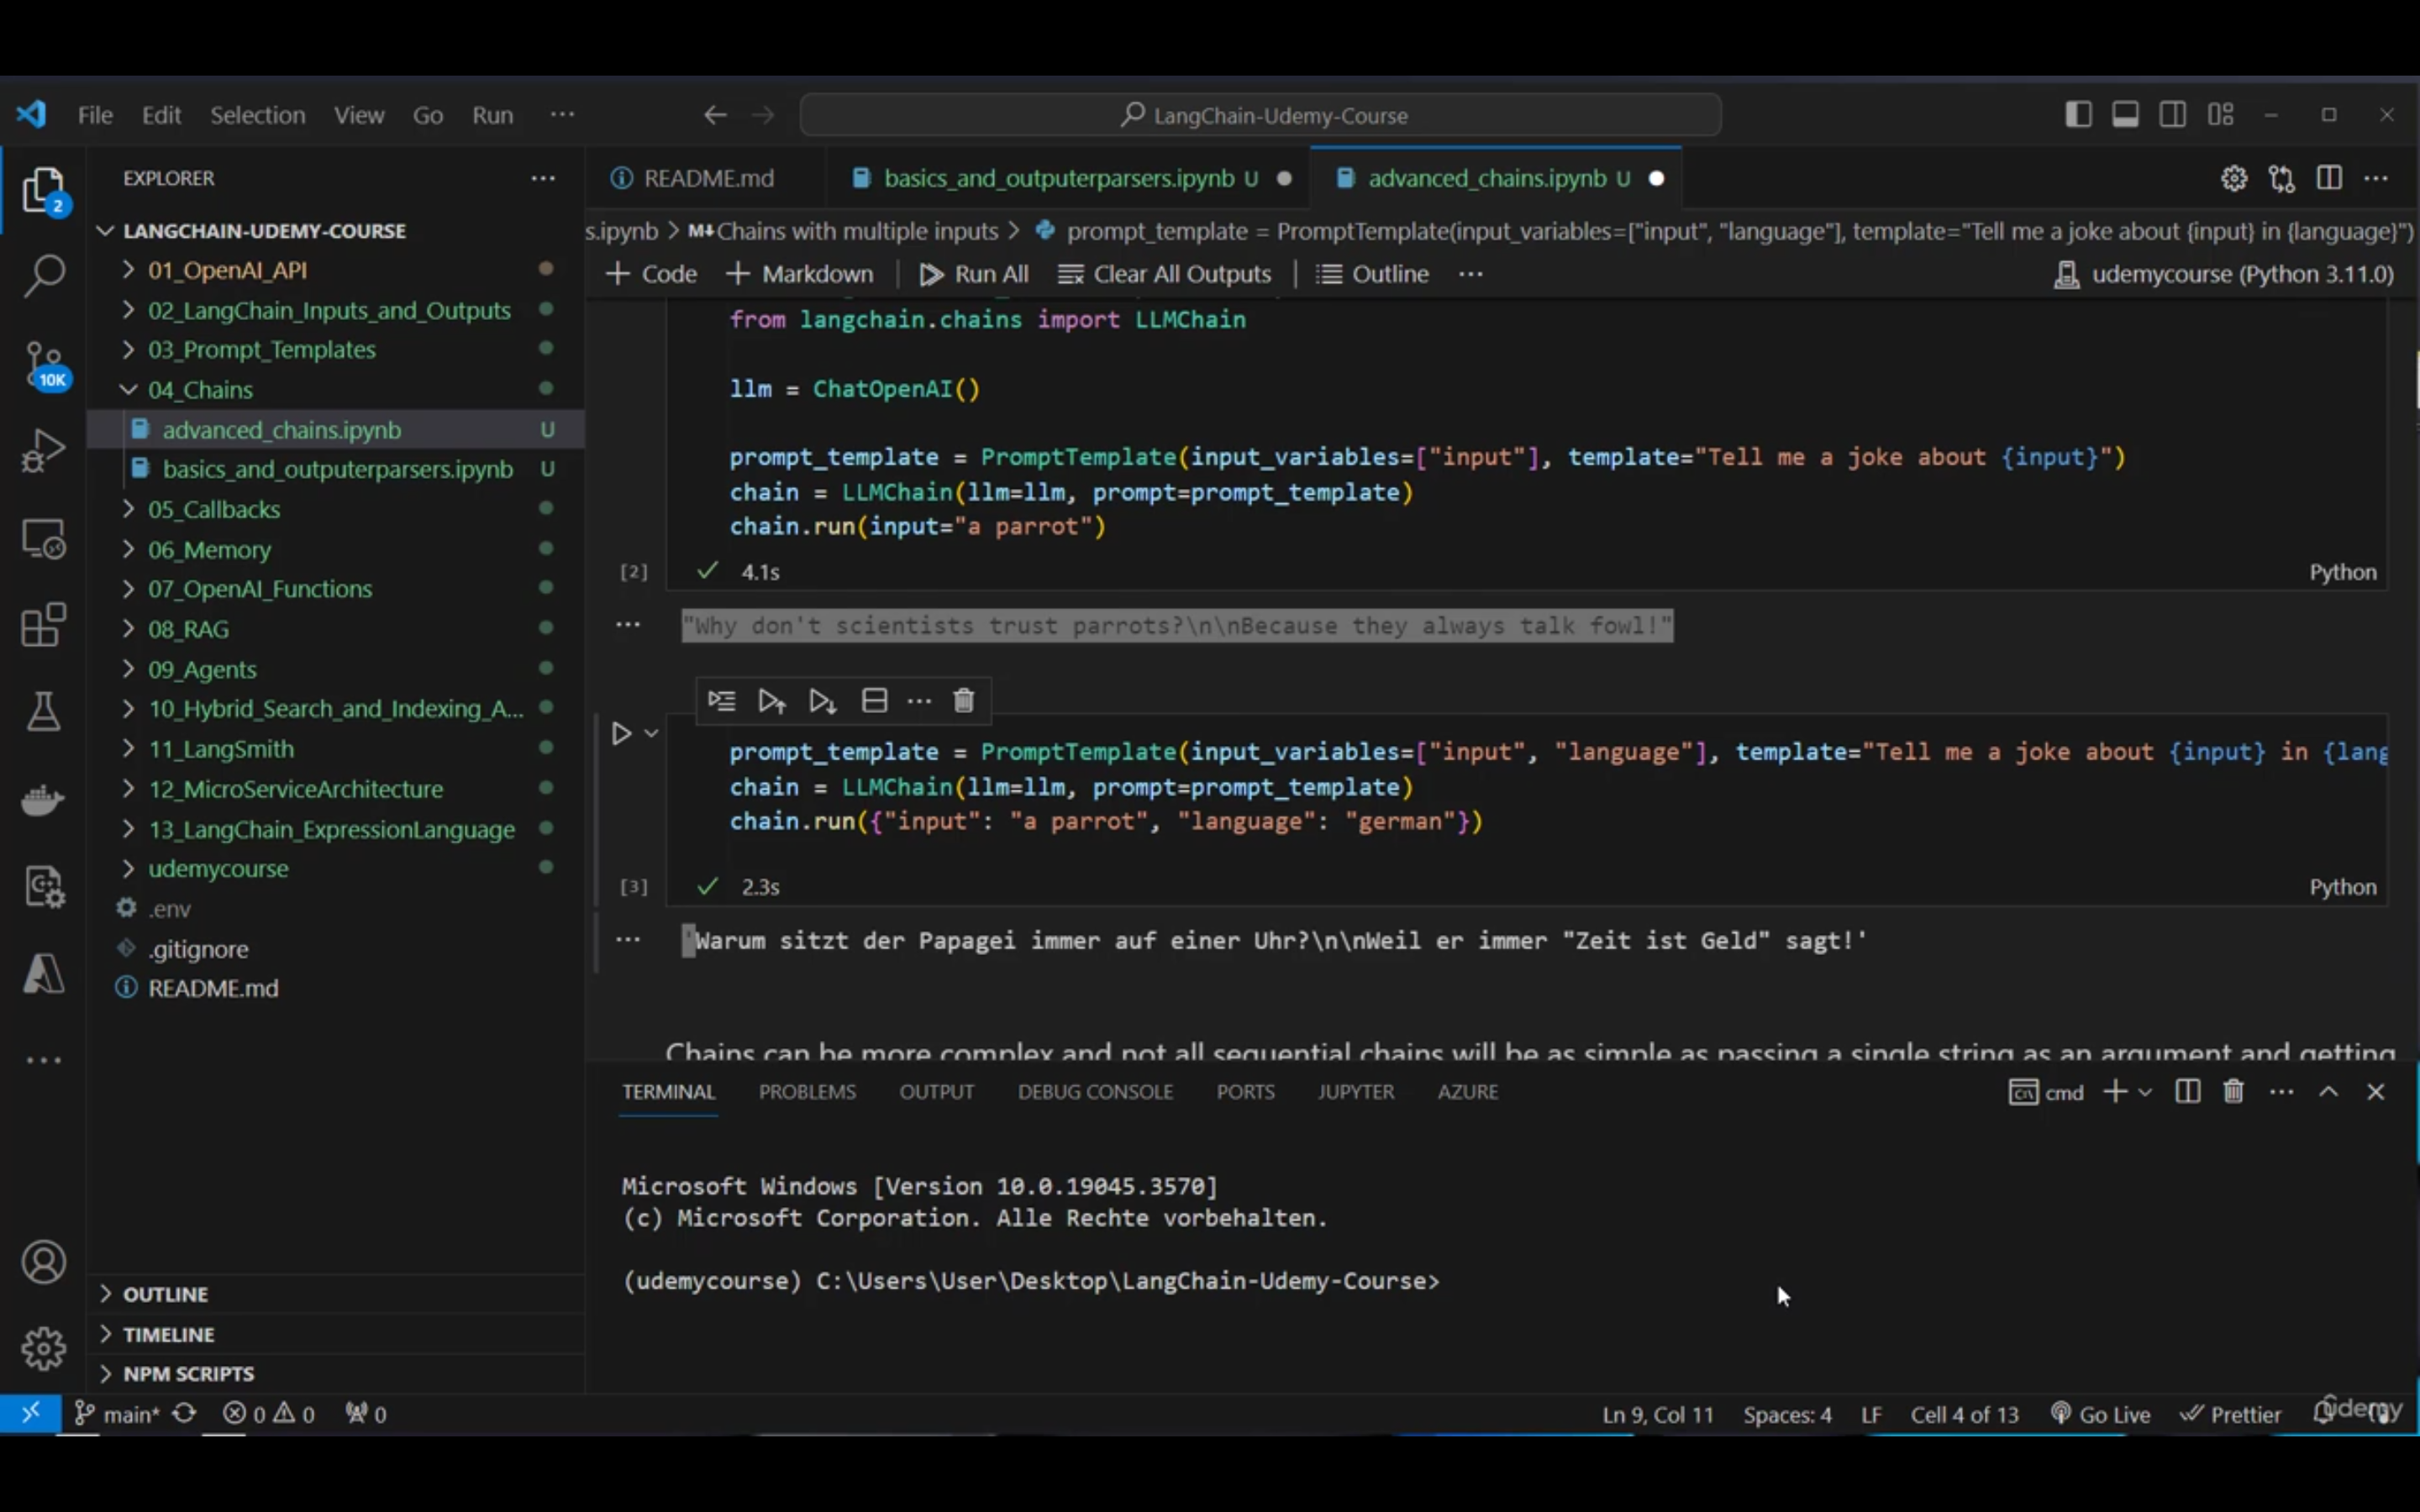 File Edit Selection View Go Run ··· LangChain-Udemy-Course
EXPLORER ···
2
LANGCHAIN-UDEMY-COURSE
01_OpenAI_API
02_LangChain_Inputs_and_Outputs
03_Prompt_Templates
10K
04_Chains
advanced_chains.ipynb U
basics_and_outputerparsers.ipynb U
05_Callbacks
06_Memory
07_OpenAI_Functions
08_RAG
09_Agents
10_Hybrid_Search_and_Indexing_A...
11_LangSmith
12_MicroServiceArchitecture
13_LangChain_ExpressionLanguage
udemycourse
.env
.gitignore
README.md
OUTLINE
TIMELINE
NPM SCRIPTS
README.md basics_and_outputerparsers.ipynb U advanced_chains.ipynb U
s.ipynb > M↓ Chains with multiple inputs > prompt_template = PromptTemplate(input_variables=["input", "language"], template="Tell me a joke about {input} in {language}")
+ Code + Markdown Run All Clear All Outputs Outline ··· udemycourse (Python 3.11.0)
from langchain.chains import LLMChain
llm = ChatOpenAI()
prompt_template = PromptTemplate(input_variables=["input"], template="Tell me a joke about {input}")
chain = LLMChain(llm=llm, prompt=prompt_template)
chain.run(input="a parrot")
[2] ✓ 4.1s Python
"Why don't scientists trust parrots?\n\nBecause they always talk fowl!"
prompt_template = PromptTemplate(input_variables=["input", "language"], template="Tell me a joke about {input} in {lang
chain = LLMChain(llm=llm, prompt=prompt_template)
chain.run({"input": "a parrot", "language": "german"})
[3] ✓ 2.3s Python
'Warum sitzt der Papagei immer auf einer Uhr?\n\nWeil er immer "Zeit ist Geld" sagt!'
Chains can be more complex and not all sequential chains will be as simple as passing a single string as an argument and getting
TERMINAL PROBLEMS OUTPUT DEBUG CONSOLE PORTS JUPYTER AZURE cmd
Microsoft Windows [Version 10.0.19045.3570]
(c) Microsoft Corporation. Alle Rechte vorbehalten.
(udemycourse) C:\Users\User\Desktop\LangChain-Udemy-Course>
main* 0 0 0 Ln 9, Col 11 Spaces: 4 LF Cell 4 of 13 Go Live Prettier udemy